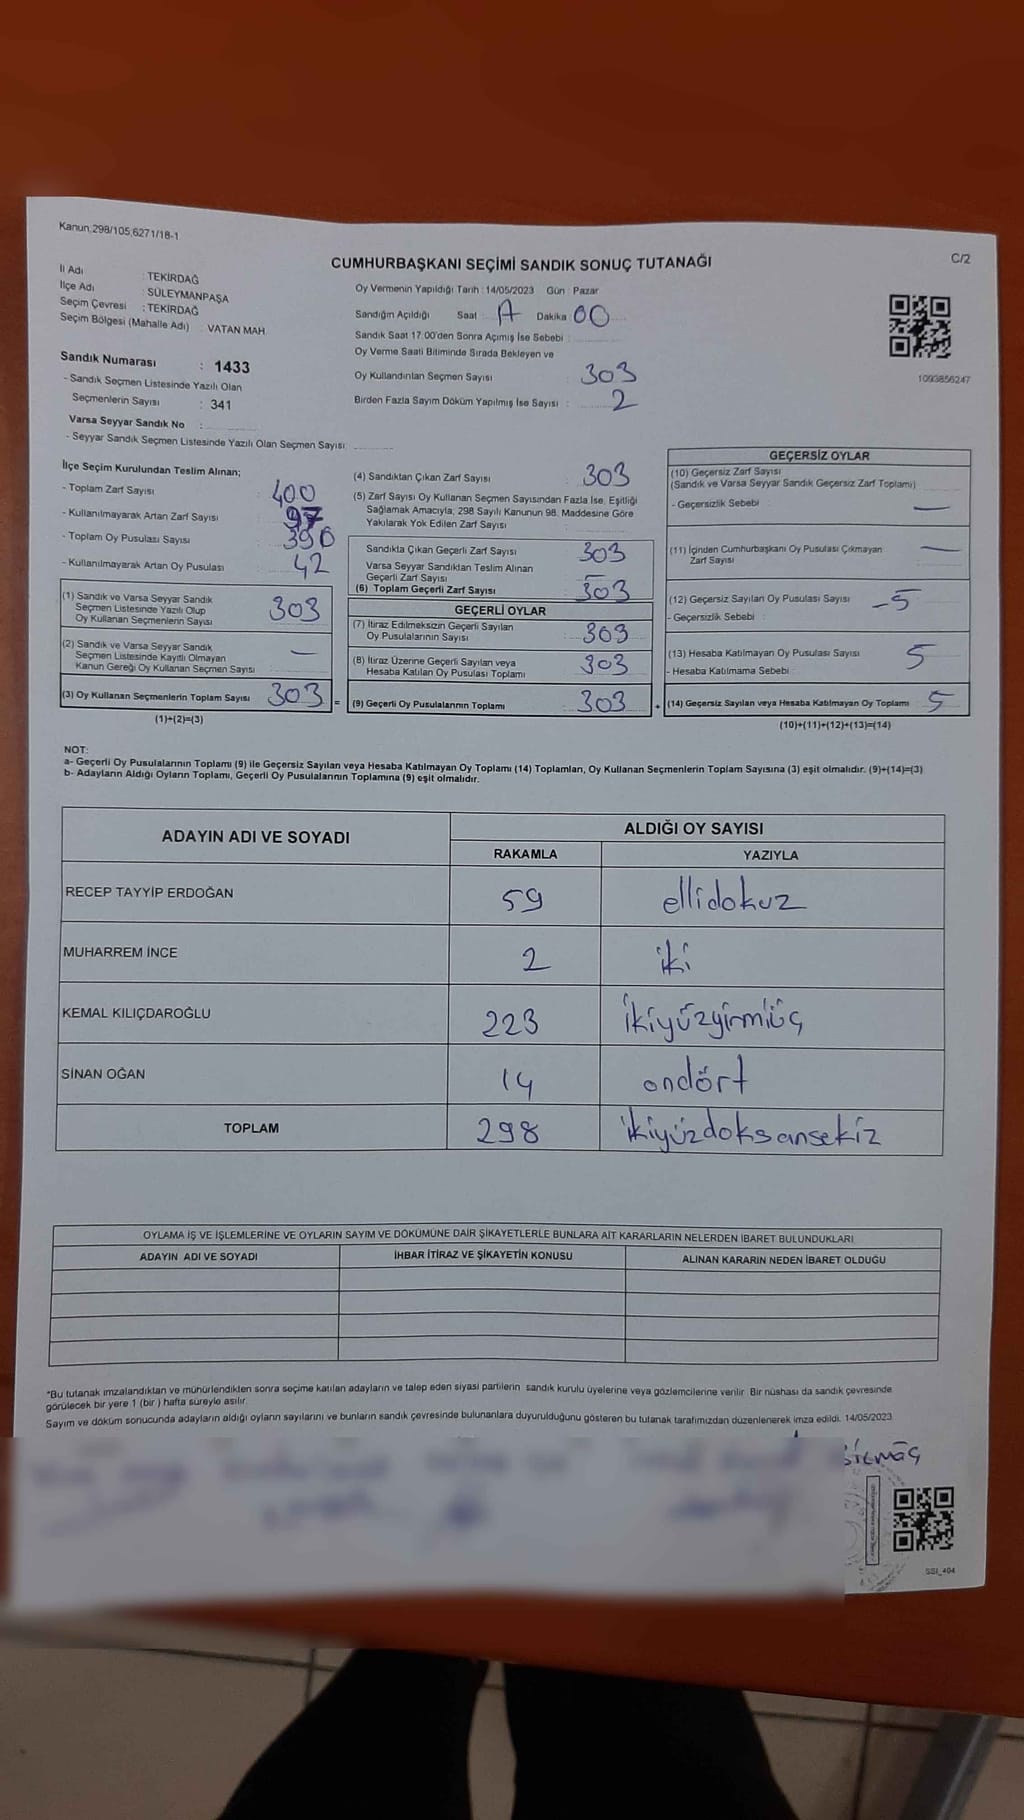 Kanun,298/105,6271/18-1
CUMHURBAŞKANI SEÇİMİ SANDIK SONUÇ TUTANAĞI
C/2
İl Adı : TEKİRDAĞ
İlçe Adı : SÜLEYMANPAŞA
Seçim Çevresi : TEKİRDAĞ
Seçim Bölgesi (Mahalle Adı) : VATAN MAH.
Oy Vermenin Yapıldığı Tarih : 14/05/2023 Gün : Pazar
Sandığın Açıldığı Saat Dakika : 00
Sandık Saat 17:00'den Sonra Açımış İse Sebebi :
Oy Verme Saati Bitiminde Sırada Bekleyen ve
Oy Kullandırılan Seçmen Sayısı : 303
Birden Fazla Sayım Döküm Yapılmış İse Sayısı : 2
1093856247
Sandık Numarası : 1433
- Sandık Seçmen Listesinde Yazılı Olan
Seçmenlerin Sayısı : 341
Varsa Seyyar Sandık No :
- Seyyar Sandık Seçmen Listesinde Yazılı Olan Seçmen Sayısı:
İlçe Seçim Kurulundan Teslim Alınan;
- Toplam Zarf Sayısı : 400
- Kullanılmayarak Artan Zarf Sayısı : 97
- Toplam Oy Pusulası Sayısı :
- Kullanılmayarak Artan Oy Pusulası : 42
(1) Sandık ve Varsa Seyyar Sandık
Seçmen Listesinde Yazılı Olup
Oy Kullanan Seçmenlerin Sayısı 303
(2) Sandık ve Varsa Seyyar Sandık
Seçmen Listesinde Kayıtlı Olmayan
Kanun Gereği Oy Kullanan Seçmen Sayısı : —
(3) Oy Kullanan Seçmenlerin Toplam Sayısı 303 =
(1)+(2)=(3)
(4) Sandıktan Çıkan Zarf Sayısı : 303
(5) Zarf Sayısı Oy Kullanan Seçmen Sayısından Fazla İse, Eşitliği
Sağlamak Amacıyla; 298 Sayılı Kanunun 98. Maddesine Göre
Yakılarak Yok Edilen Zarf Sayısı :
Sandıkta Çıkan Geçerli Zarf Sayısı : 303
Varsa Seyyar Sandıktan Teslim Alınan
Geçerli Zarf Sayısı : —
(6) Toplam Geçerli Zarf Sayısı : 303
GEÇERLİ OYLAR
(7) İtiraz Edilmeksizin Geçerli Sayılan
Oy Pusulalarının Sayısı : 303
(8) İtiraz Üzerine Geçerli Sayılan veya
Hesaba Katılan Oy Pusulası Toplamı : 303
(9) Geçerli Oy Pusulalarının Toplamı : 303 +
GEÇERSİZ OYLAR
(10) Geçersiz Zarf Sayısı
(Sandık ve Varsa Seyyar Sandık Geçersiz Zarf Toplamı)
- Geçersizlik Sebebi : —
(11) İçinden Cumhurbaşkanı Oy Pusulası Çıkmayan
Zarf Sayısı : —
(12) Geçersiz Sayılan Oy Pusulası Sayısı : -5
- Geçersizlik Sebebi :
(13) Hesaba Katılmayan Oy Pusulası Sayısı : 5
- Hesaba Katılmama Sebebi :
(14) Geçersiz Sayılan veya Hesaba Katılmayan Oy Toplamı : 5
(10)+(11)+(12)+(13)=(14)
NOT:
a- Geçerli Oy Pusulalarının Toplamı (9) ile Geçersiz Sayılan veya Hesaba Katılmayan Oy Toplamı (14) Toplamları, Oy Kullanan Seçmenlerin Toplam Sayısına (3) eşit olmalıdır. (9)+(14)=(3)
b- Adayların Aldığı Oyların Toplamı, Geçerli Oy Pusulalarının Toplamına (9) eşit olmalıdır.
ADAYIN ADI VE SOYADI ALDIĞI OY SAYISI
RAKAMLA YAZIYLA
RECEP TAYYİP ERDOĞAN 59 ellidokuz
MUHARREM İNCE 2 iki
KEMAL KILIÇDAROĞLU 223 ikiyüzyirmiüç
SİNAN OĞAN 14 ondört
TOPLAM 298 ikiyüzdoksansekiz
OYLAMA İŞ VE İŞLEMLERİNE VE OYLARIN SAYIM VE DÖKÜMÜNE DAİR ŞİKAYETLERLE BUNLARA AİT KARARLARIN NELERDEN İBARET BULUNDUKLARI
ADAYIN ADI VE SOYADI İHBAR İTİRAZ VE ŞİKAYETİN KONUSU ALINAN KARARIN NEDEN İBARET OLDUĞU
*Bu tutanak imzalandıktan ve mühürlendikten sonra seçime katılan adayların ve talep eden siyasi partilerin sandık kurulu üyelerine veya gözlemcilerine verilir. Bir nüshası da sandık çevresinde
görülecek bir yere 1 (bir ) hafta süreyle asılır.
Sayım ve döküm sonucunda adayların aldığı oyların sayılarını ve bunların sandık çevresinde bulunanlara duyurulduğunu gösteren bu tutanak tarafımızdan düzenlenerek imza edildi. 14/05/2023
SSI_404